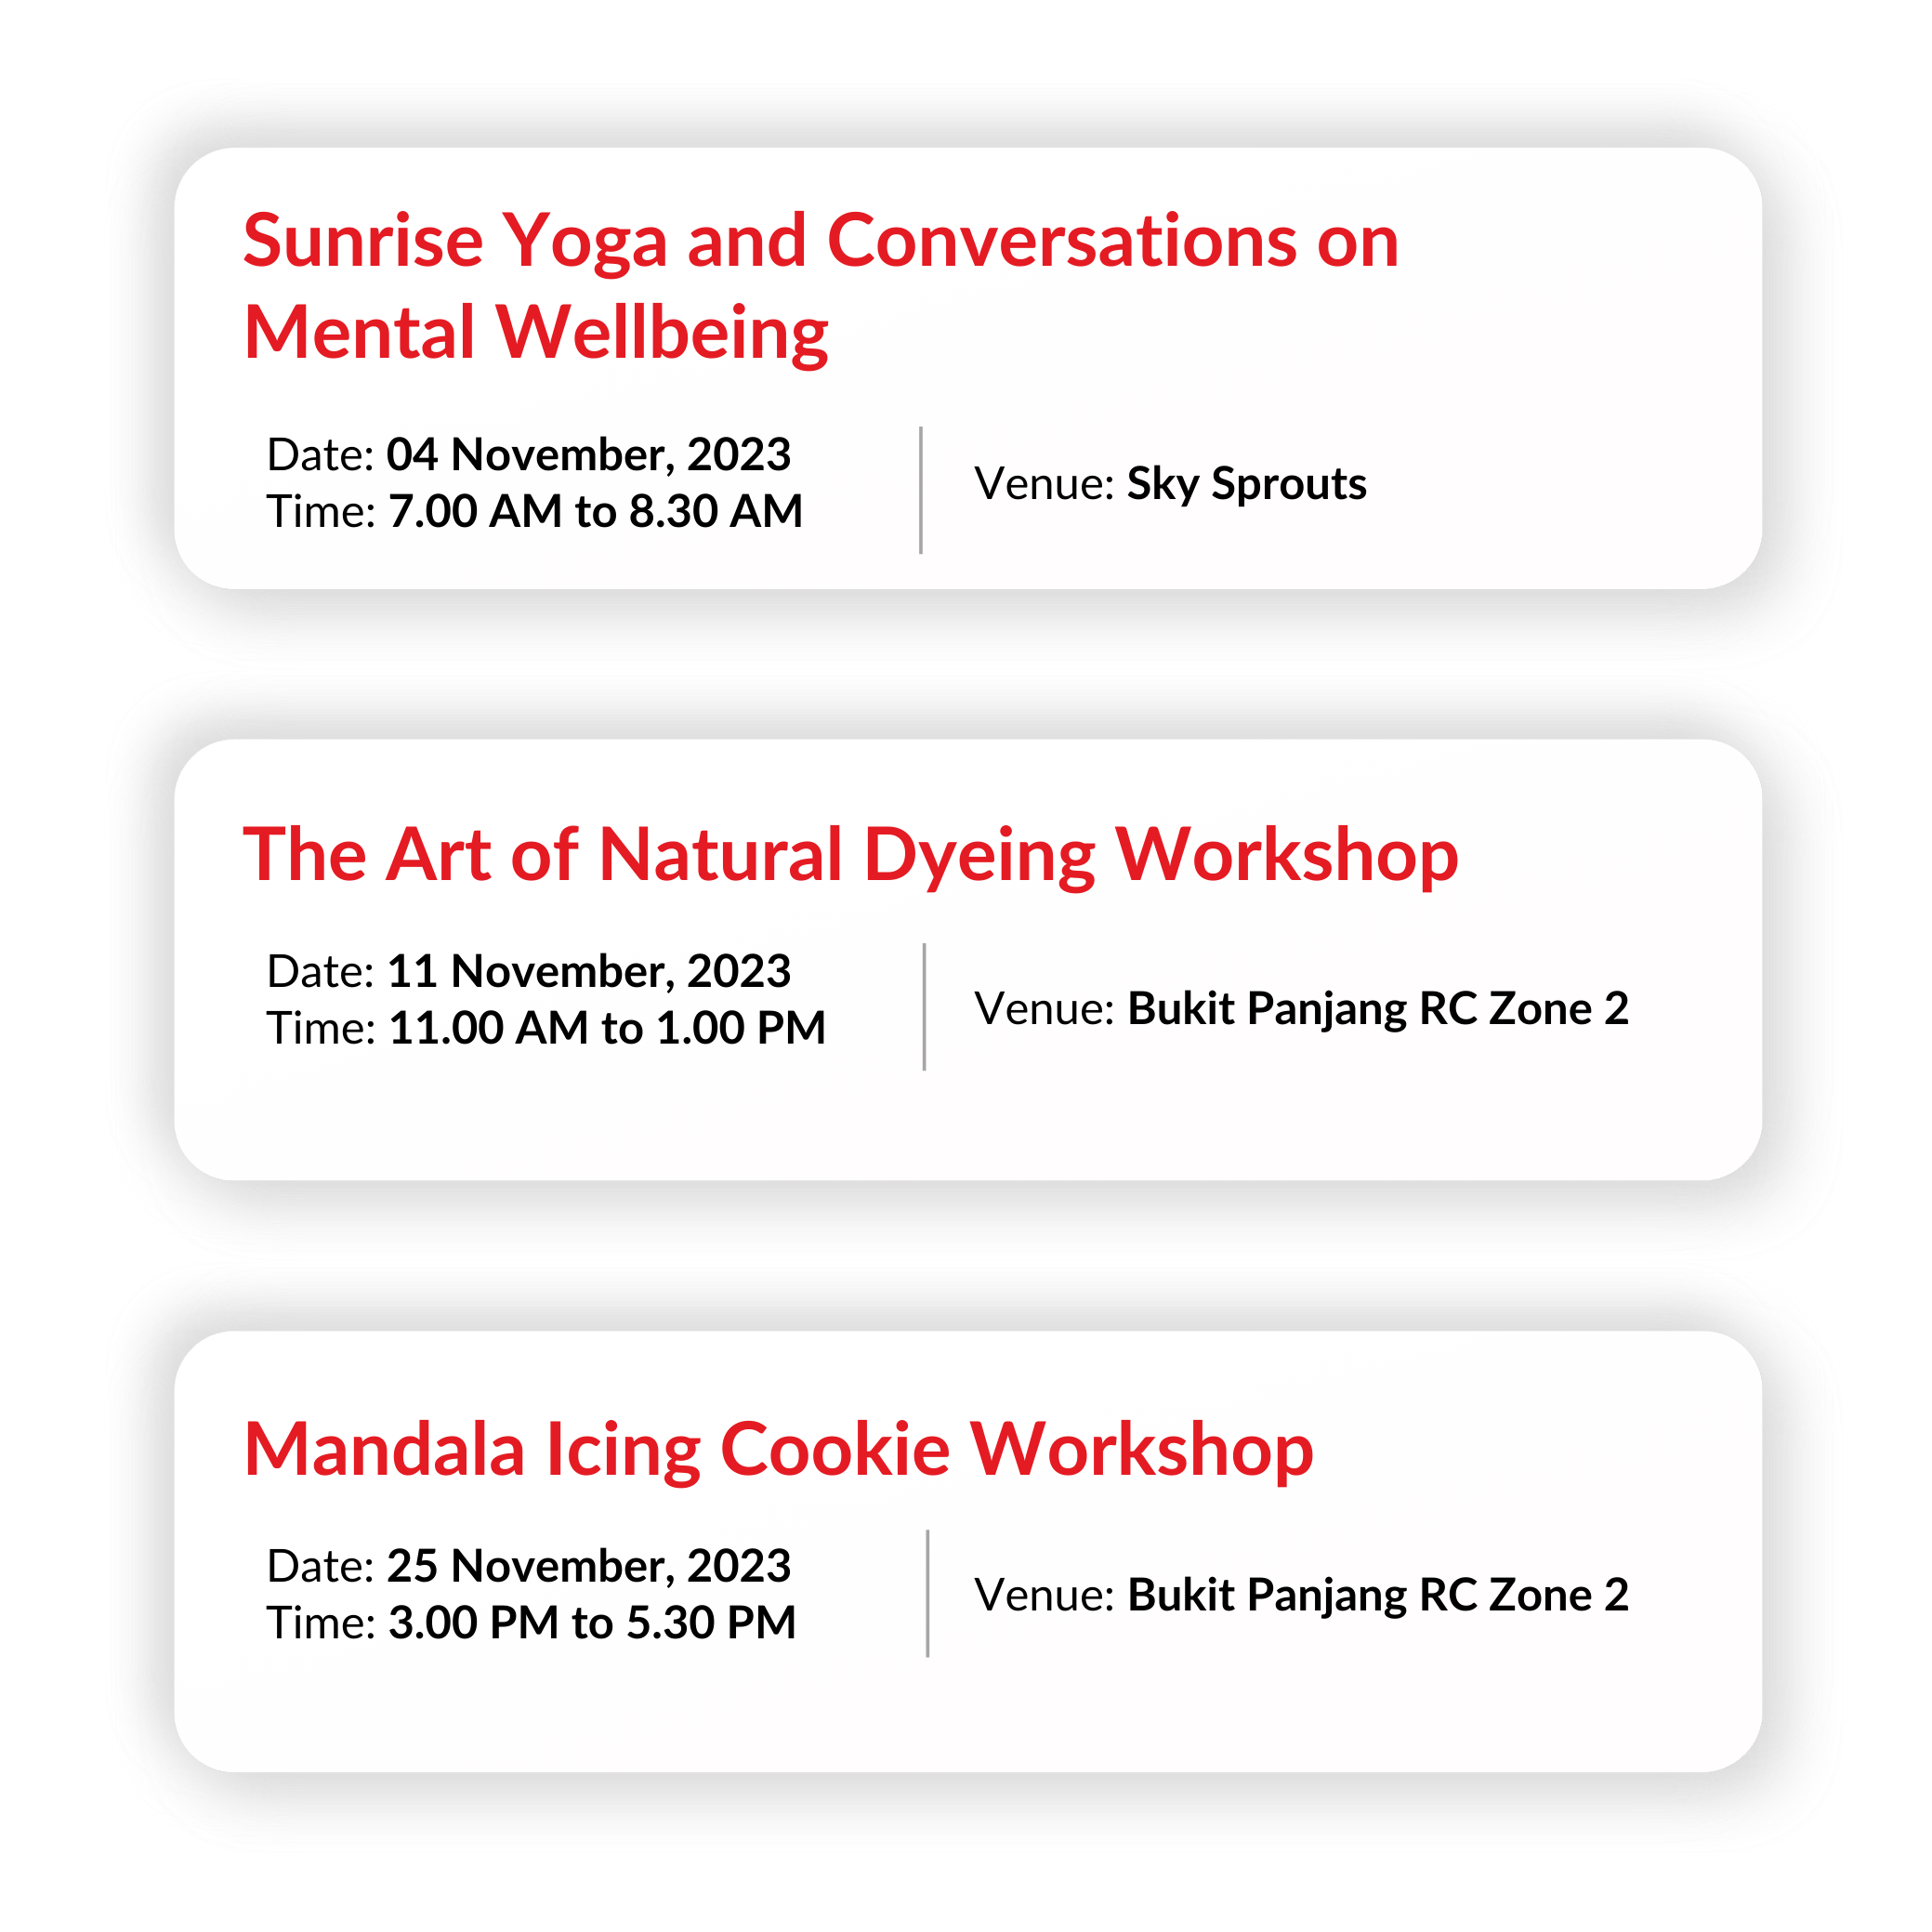 Sunrise Yoga and Conversations on
Mental Wellbeing
Date: 04 November, 2023
Time: 7.00 AM to 8.30 AM
Venue: Sky Sprouts
The Art of Natural Dyeing Workshop
Date: 11 November, 2023
Time: 11.00 AM to 1.00 PM
Venue: Bukit Panjang RC Zone 2
Mandala Icing Cookie Workshop
Date: 25 November, 2023
Time: 3.00 PM to 5.30 PM
Venue: Bukit Panjang RC Zone 2